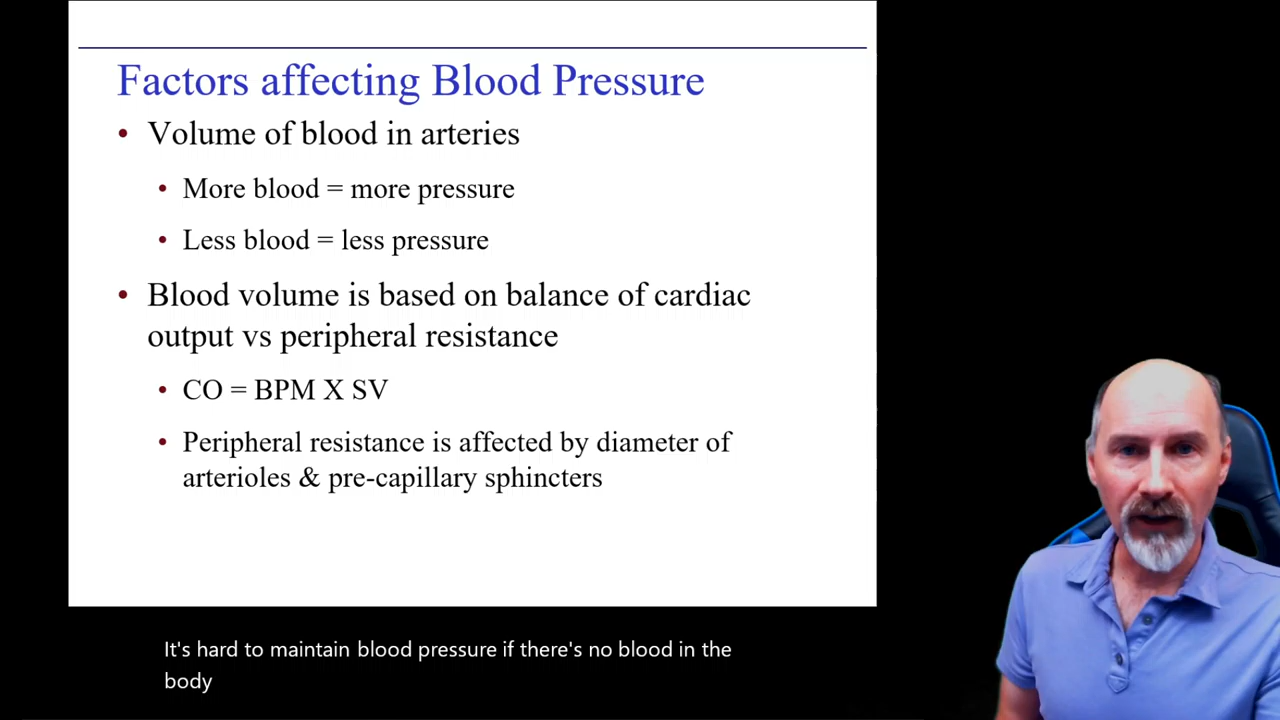 Factors affecting Blood Pressure
• Volume of blood in arteries
• More blood = more pressure
• Less blood = less pressure
• Blood volume is based on balance of cardiac
output vs peripheral resistance
• CO = BPM X SV
• Peripheral resistance is affected by diameter of
arterioles & pre-capillary sphincters
It's hard to maintain blood pressure if there's no blood in the
body